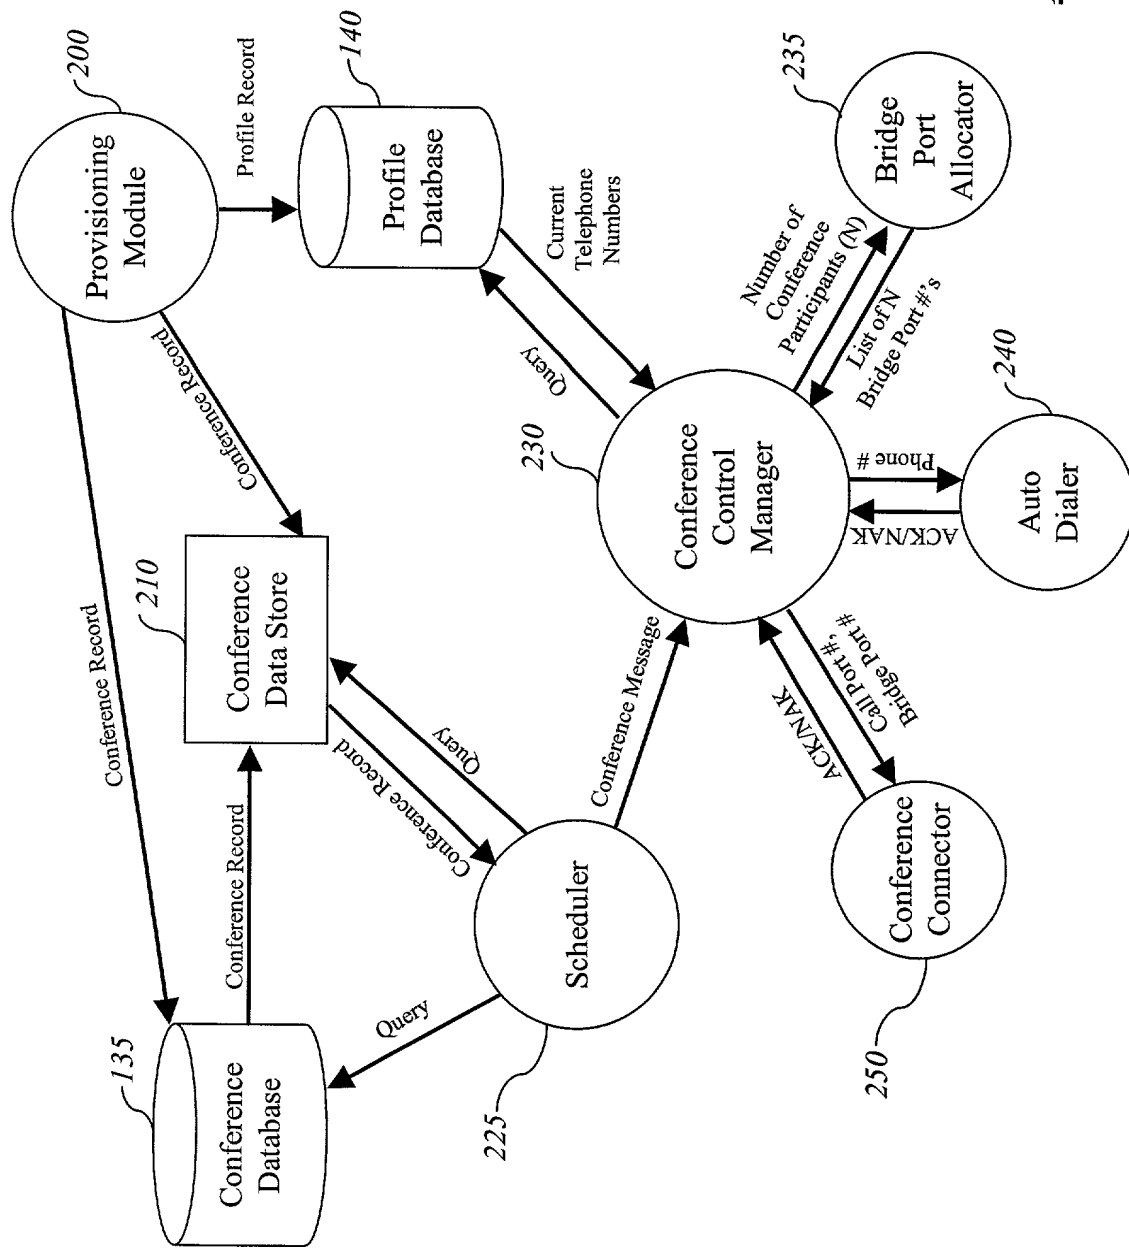 135
Conference
Database
Conference Record
Provisioning
Module
200
Conference Record
210
Conference
Data Store
Conference Record
Profile Record
140
Profile
Database
Query
Conference Record
Query
225
Scheduler
Query
Current
Telephone
Numbers
Conference Message
230
Conference
Control
Manager
Number of
Conference
Participants (N)
List of N
Bridge Port #'s
235
Bridge
Port
Allocator
ACK/NAK
Call Port #,
Bridge Port #
ACK/NAK
Phone #
250
Conference
Connector
240
Auto
Dialer